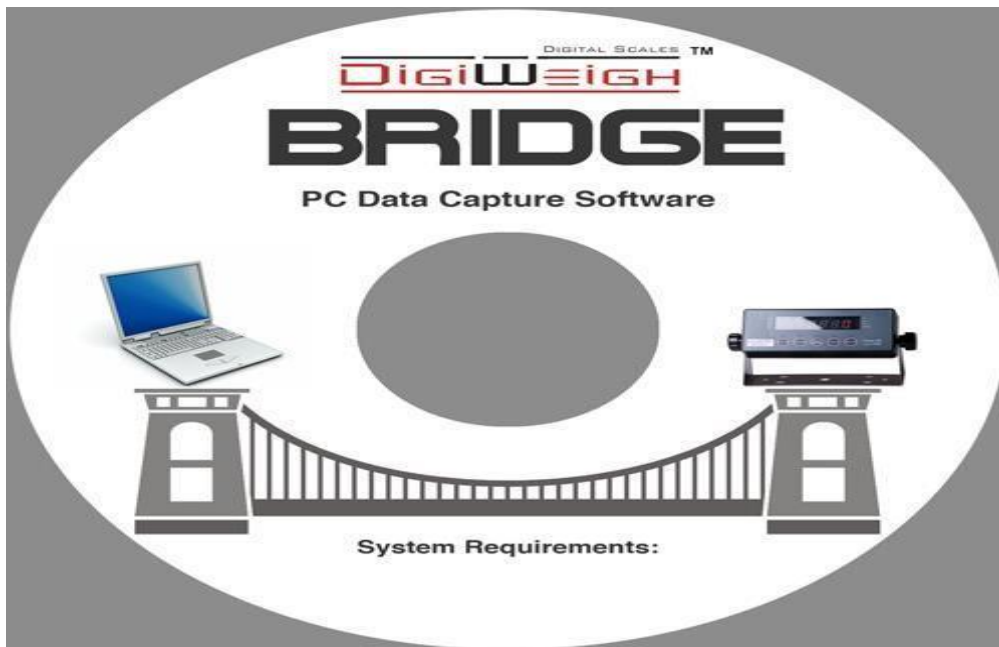 DIGITAL SCALES TM
DIGIWEIGH
BRIDGE
PC Data Capture Software
System Requirements: